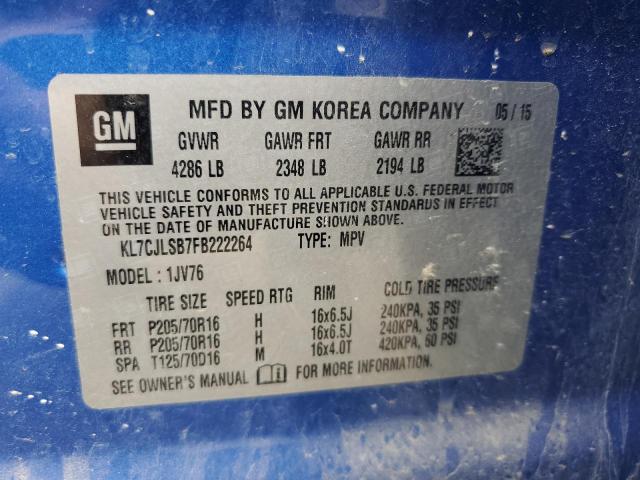 GM MFD BY GM KOREA COMPANY 05/15
GVWR GAWR FRT GAWR RR
4286 LB 2348 LB 2194 LB
THIS VEHICLE CONFORMS TO ALL APPLICABLE U.S. FEDERAL MOTOR
VEHICLE SAFETY AND THEFT PREVENTION STANDARDS IN EFFECT
ON THE DATE OF MANUFACTURE SHOWN ABOVE.
KL7CJLSB7FB222264 TYPE: MPV
MODEL: 1JV76
TIRE SIZE SPEED RTG RIM COLD TIRE PRESSURE
FRT P205/70R16 H 16x6.5J 240KPA, 35 PSI
RR P205/70R16 H 16x6.5J 240KPA, 35 PSI
SPA T125/70D16 M 16x4.0T 420KPA, 60 PSI
SEE OWNER'S MANUAL FOR MORE INFORMATION